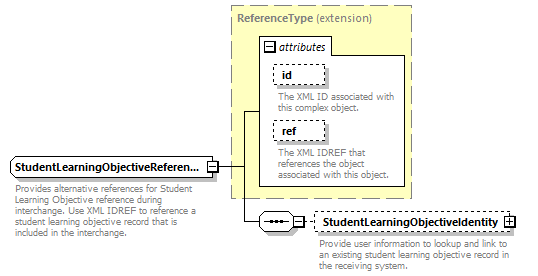 ReferenceType (extension)
attributes
id
The XML ID associated with
this complex object.
ref
The XML IDREF that
references the object
associated with this object.
StudentLearningObjectiveReferen...
Provides alternative references for Student
Learning Objective reference during
interchange. Use XML IDREF to reference a
student learning objective record that is
included in the interchange.
StudentLearningObjectiveIdentity
Provide user information to lookup and link to
an existing student learning objective record in
the receiving system.